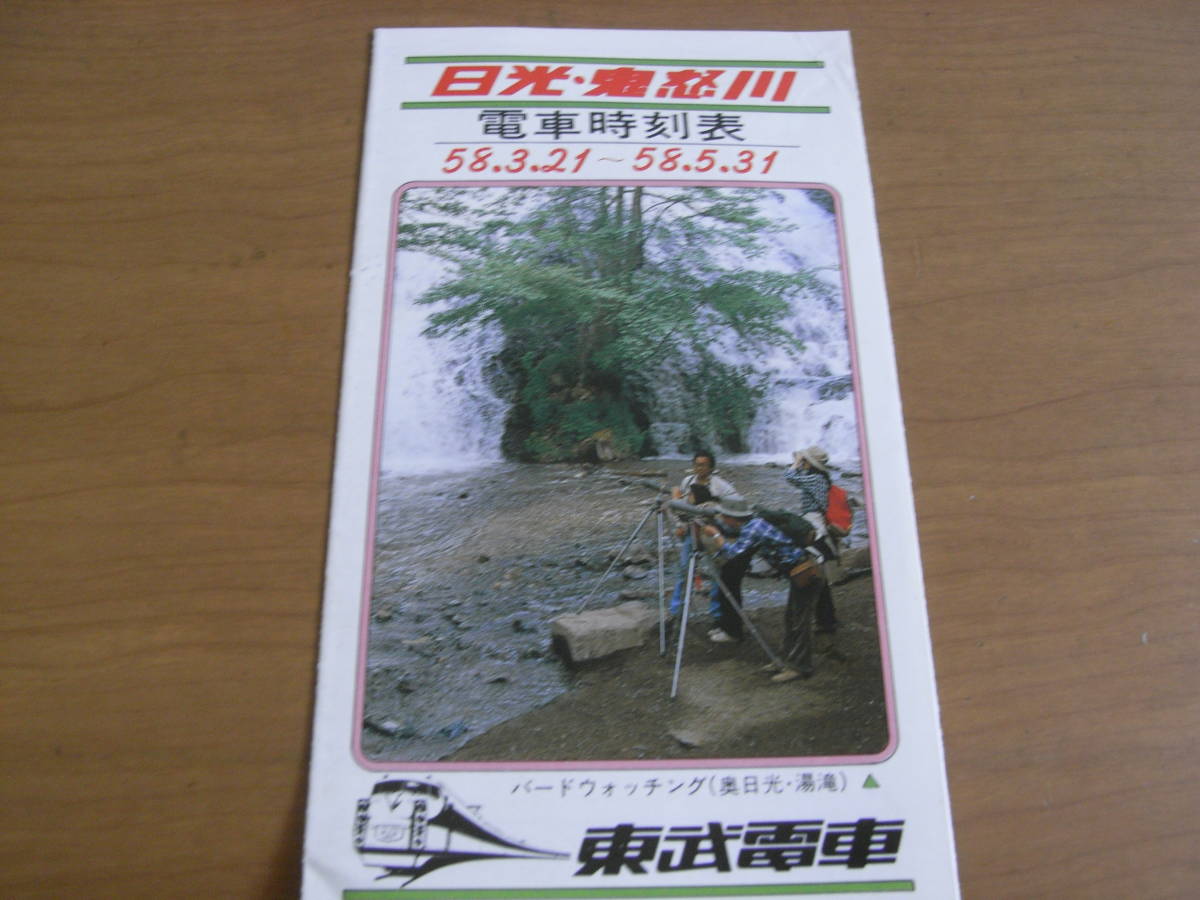 日光・鬼怒川
電車時刻表
58.3.21～58.5.31
バードウォッチング(奥日光・湯滝)▲
東武電車